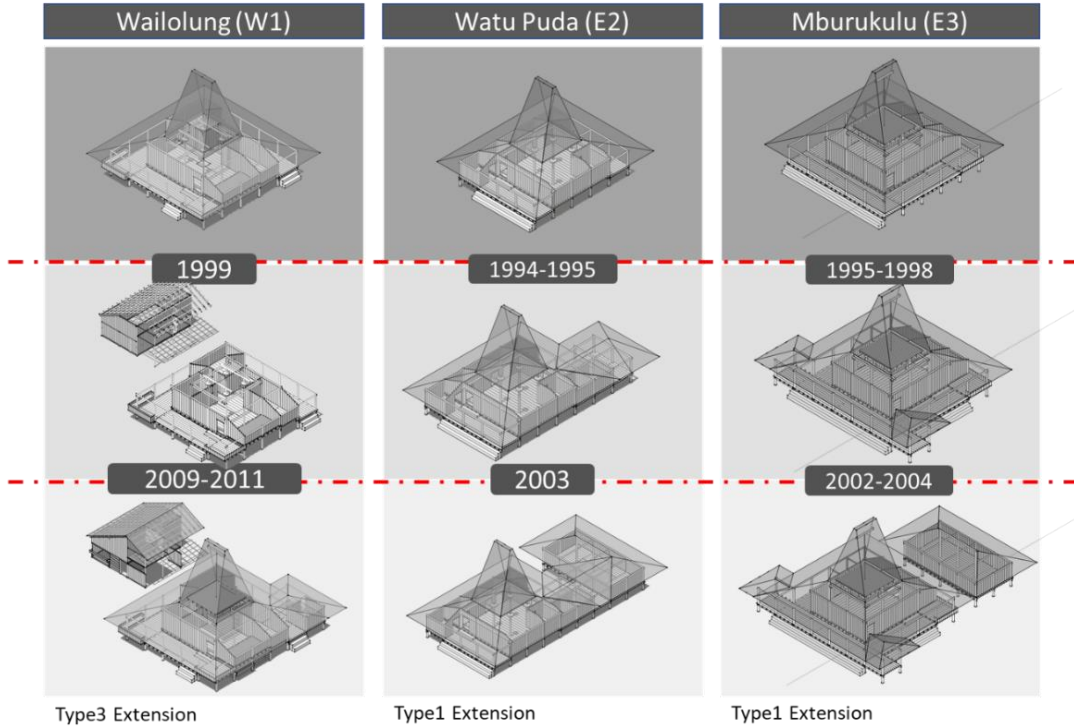 Wailolung (W1)
Watu Puda (E2)
Mburukulu (E3)
1999
1994-1995
1995-1998
2009-2011
2003
2002-2004
Type3 Extension
Type1 Extension
Type1 Extension